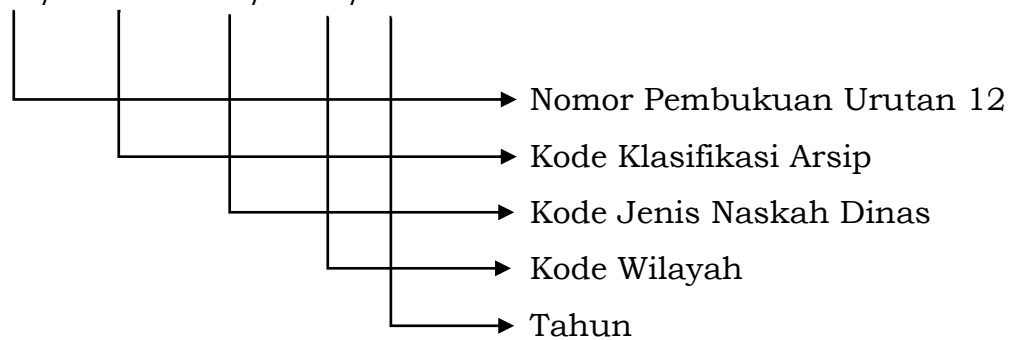 Nomor Pembukuan Urutan 12
Kode Klasifikasi Arsip
Kode Jenis Naskah Dinas
Kode Wilayah
Tahun